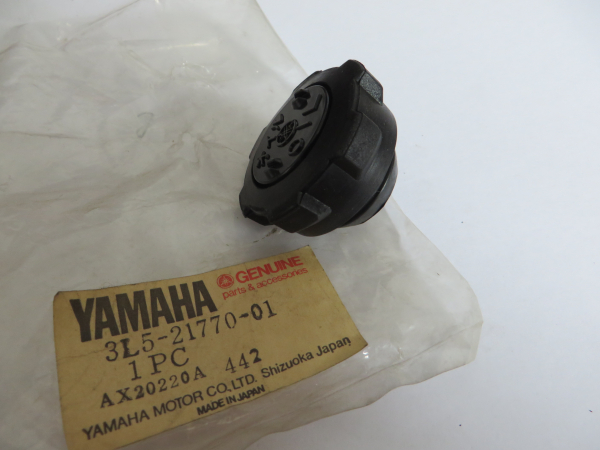 YAMAHA GENUINE
parts & accessories
3L5-21770-01
1PC
AX20220A 442
YAMAHA MOTOR CO., LTD. Shizuoka Japan
MADE IN JAPAN